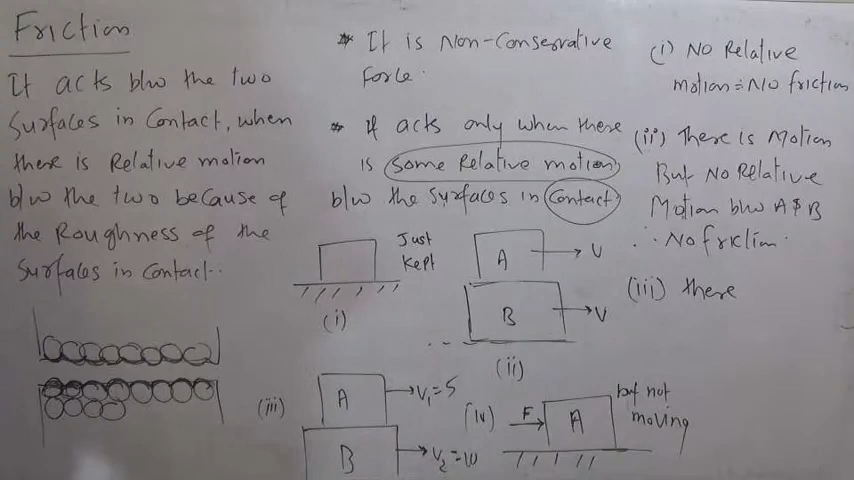 Friction
It acts b/w the two
Surfaces in Contact, when
there is Relative motion
b/w the two because of
the Roughness of the
Surfaces in Contact..
* It is Non-Conservative
Force.
* If acts only when there
is some Relative motion
b/w the surfaces in Contact
Just
Kept
(i)
A
V
B
V
(ii)
(iii)
A
V₁=5
B
V₂=10
(iv)
F
A
but not
moving
(i) NO Relative
motion = No friction
(ii) There is Motion
But No Relative
Motion b/w A & B
∴ No friction.
(iii) there